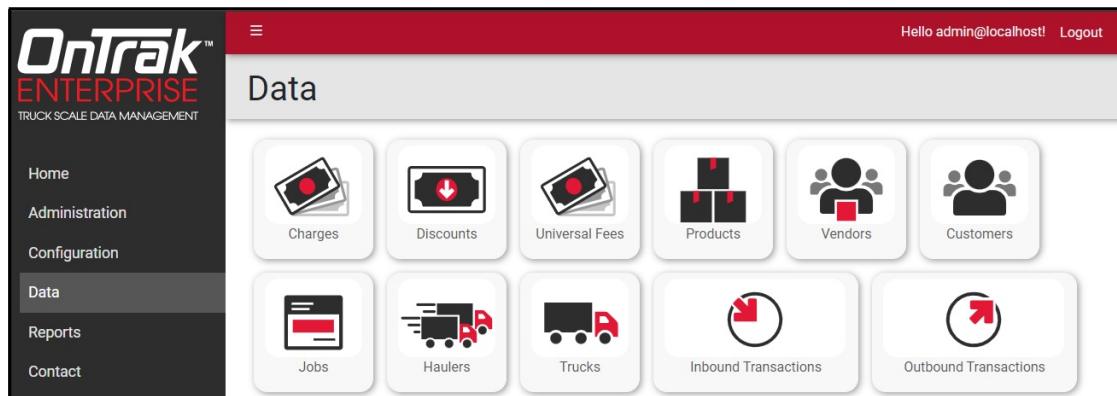 OnTrak™
ENTERPRISE
TRUCK SCALE DATA MANAGEMENT
Home
Administration
Configuration
Data
Reports
Contact
Hello admin@localhost! Logout
Data
Charges Discounts Universal Fees Products Vendors Customers
Jobs Haulers Trucks Inbound Transactions Outbound Transactions